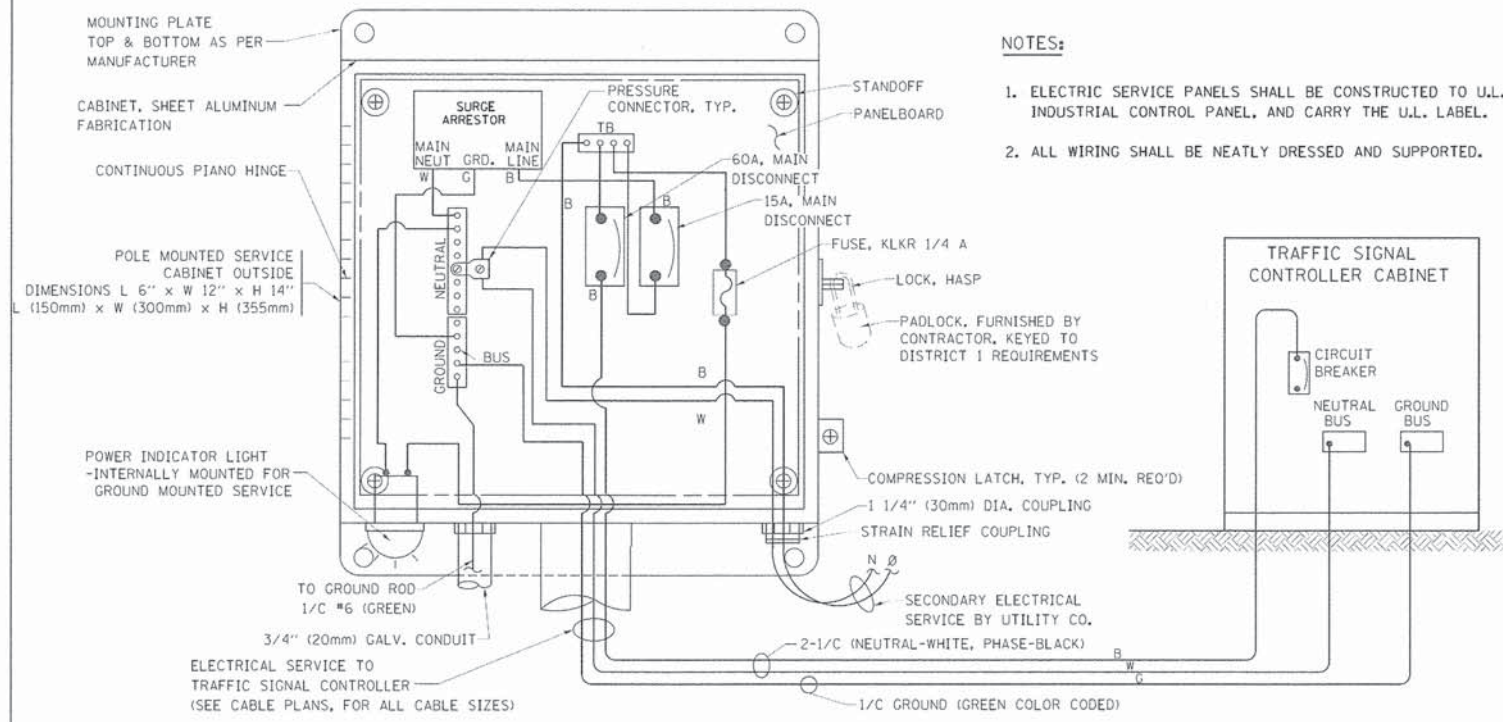 MOUNTING PLATE
TOP & BOTTOM AS PER
MANUFACTURER
CABINET, SHEET ALUMINUM
FABRICATION
CONTINUOUS PIANO HINGE
POLE MOUNTED SERVICE
CABINET OUTSIDE
DIMENSIONS L 6" x W 12" x H 14"
L (150mm) x W (300mm) x H (355mm)
POWER INDICATOR LIGHT
-INTERNALLY MOUNTED FOR
GROUND MOUNTED SERVICE
TO GROUND ROD
1/C #6 (GREEN)
3/4" (20mm) GALV. CONDUIT
ELECTRICAL SERVICE TO
TRAFFIC SIGNAL CONTROLLER
(SEE CABLE PLANS, FOR ALL CABLE SIZES)
SURGE
ARRESTOR
MAIN
NEUT
GRD.
MAIN
LINE
W
G
B
PRESSURE
CONNECTOR, TYP.
TB
STANDOFF
PANELBOARD
60A, MAIN
DISCONNECT
15A, MAIN
DISCONNECT
B
B
B
FUSE, KLKR 1/4 A
NEUTRAL
GROUND
BUS
LOCK, HASP
PADLOCK, FURNISHED BY
CONTRACTOR, KEYED TO
DISTRICT 1 REQUIREMENTS
B
W
COMPRESSION LATCH, TYP. (2 MIN. REQ'D)
1 1/4" (30mm) DIA. COUPLING
STRAIN RELIEF COUPLING
N Ø
SECONDARY ELECTRICAL
SERVICE BY UTILITY CO.
2-1/C (NEUTRAL-WHITE, PHASE-BLACK)
B
W
G
1/C GROUND (GREEN COLOR CODED)
NOTES:
1. ELECTRIC SERVICE PANELS SHALL BE CONSTRUCTED TO U.L.
INDUSTRIAL CONTROL PANEL, AND CARRY THE U.L. LABEL.
2. ALL WIRING SHALL BE NEATLY DRESSED AND SUPPORTED.
TRAFFIC SIGNAL
CONTROLLER CABINET
CIRCUIT
BREAKER
NEUTRAL
BUS
GROUND
BUS